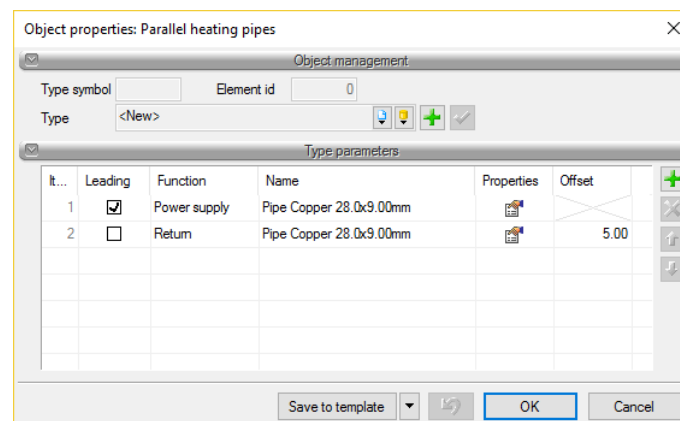 Object properties: Parallel heating pipes
Object management
Type symbol Element id 0
Type <New>
Type parameters
It... Leading Function Name Properties Offset
1 Power supply Pipe Copper 28.0x9.00mm
2 Return Pipe Copper 28.0x9.00mm 5.00
Save to template OK Cancel